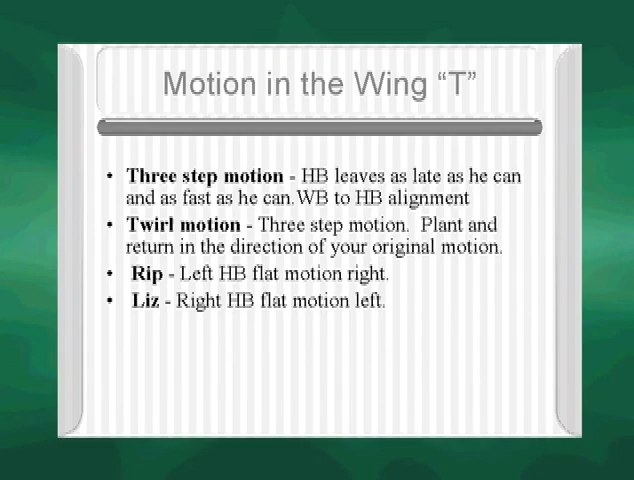 Motion in the Wing “T”
• Three step motion - HB leaves as late as he can
and as fast as he can.WB to HB alignment
• Twirl motion - Three step motion. Plant and
return in the direction of your original motion.
• Rip - Left HB flat motion right.
• Liz - Right HB flat motion left.